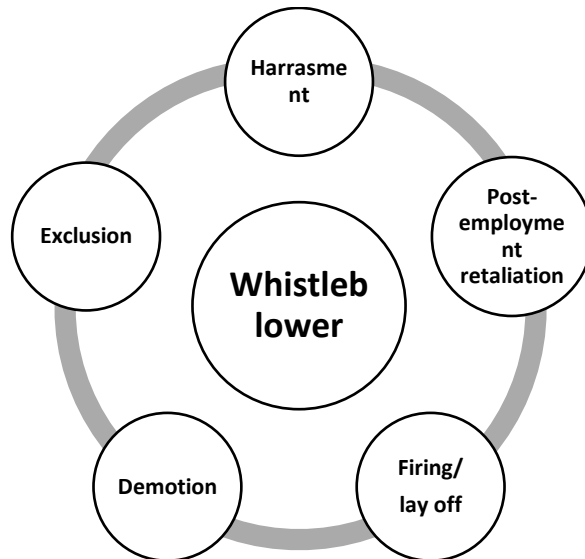 Harrasme
nt
Post-
employme
nt
retaliation
Exclusion
Whistleb
lower
Demotion
Firing/
lay off